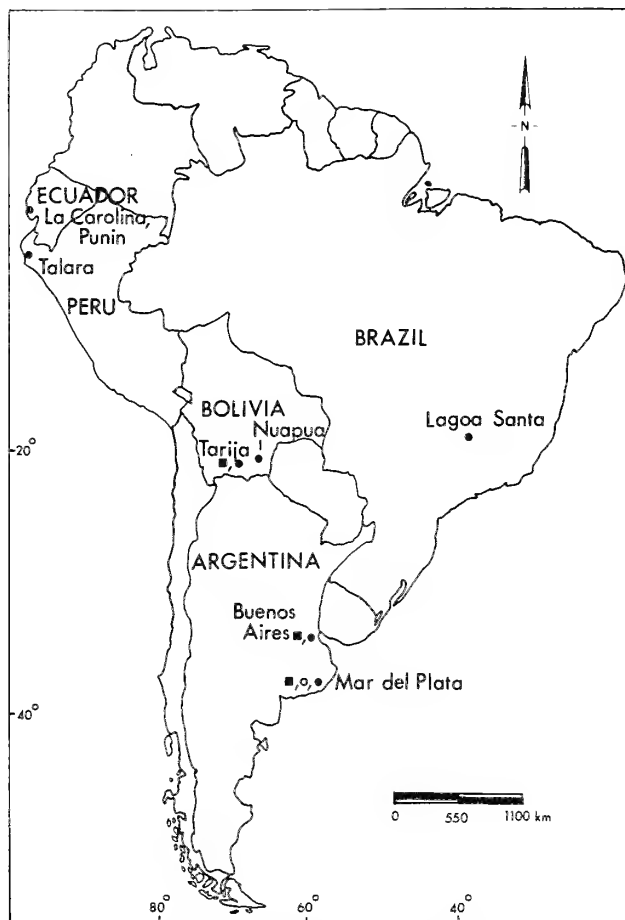 N
ECUADOR
La Carolina,
Punin
Talara
PERU
BRAZIL
BOLIVIA
Nuapua
Lagoa Santa
Tarija
-20°
ARGENTINA
Buenos
Aires
Mar del Plata
-40°
0 550 1100 km
80° 60° 40°